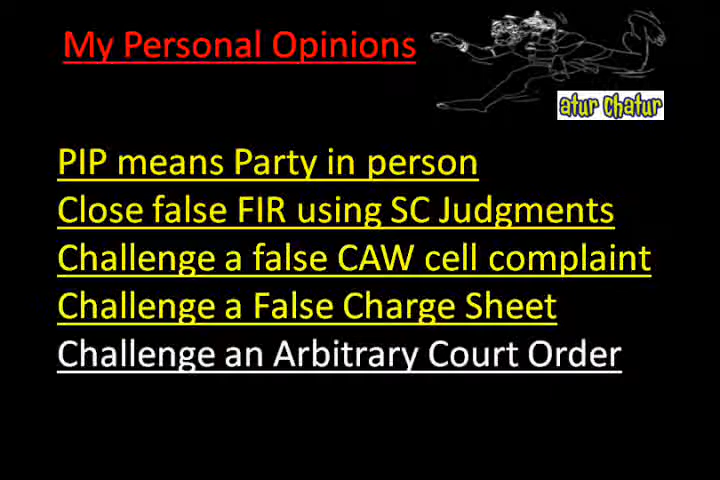 My Personal Opinions
atur chatur
PIP means Party in person
Close false FIR using SC Judgments
Challenge a false CAW cell complaint
Challenge a False Charge Sheet
Challenge an Arbitrary Court Order